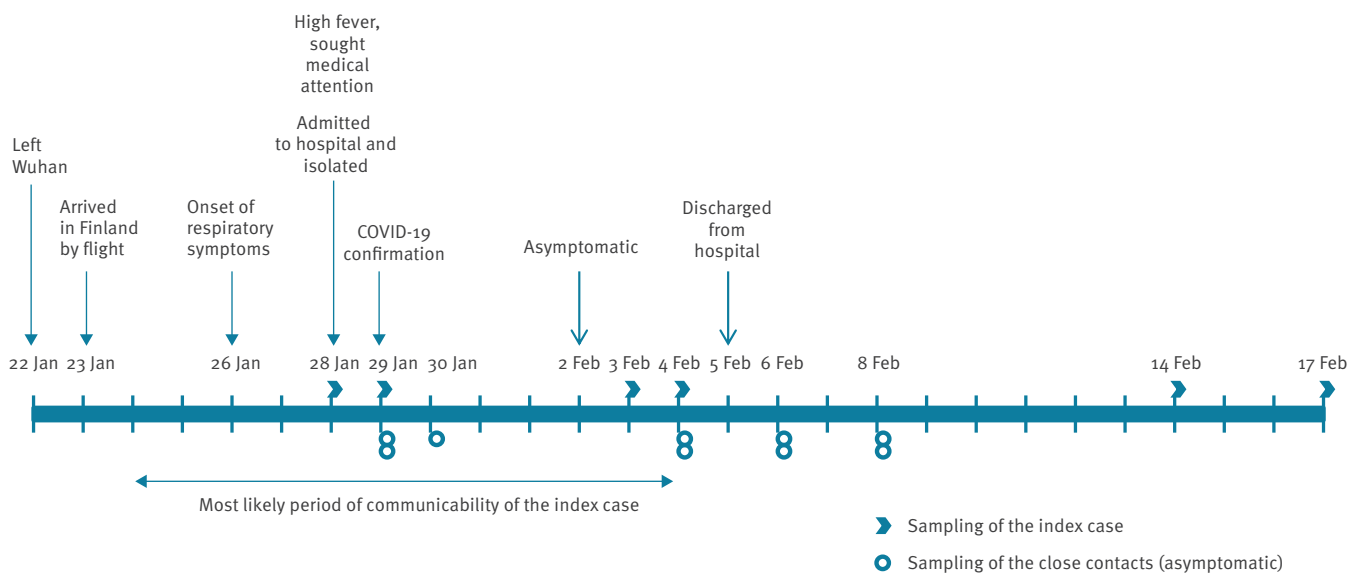 High fever,
sought
medical
attention
Admitted
to hospital and
isolated
Left
Wuhan
Arrived
in Finland
by flight
Onset of
respiratory
symptoms
COVID-19
confirmation
Asymptomatic
Discharged
from
hospital
22 Jan 23 Jan 26 Jan 28 Jan 29 Jan 30 Jan 2 Feb 3 Feb 4 Feb 5 Feb 6 Feb 8 Feb 14 Feb 17 Feb
Most likely period of communicability of the index case
Sampling of the index case
Sampling of the close contacts (asymptomatic)